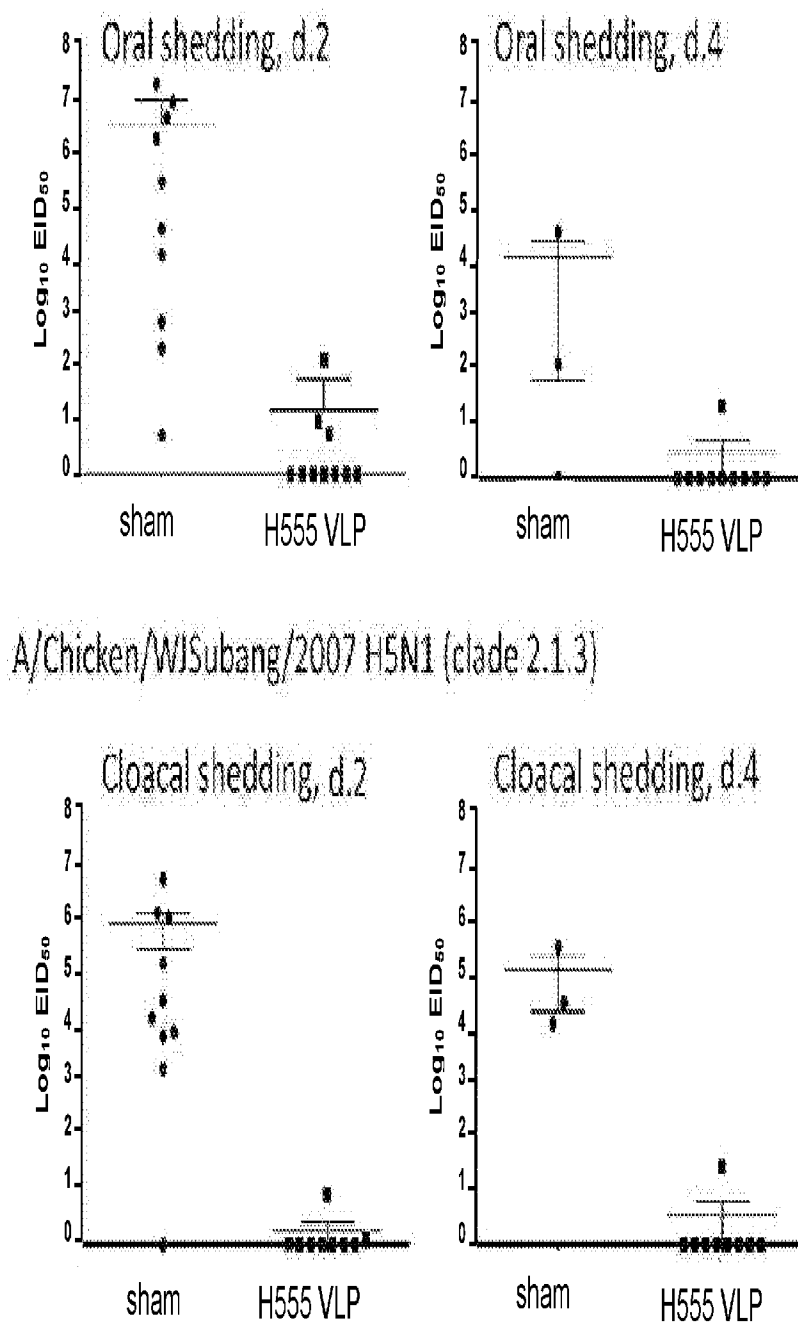 Oral shedding, d.2
8
7
6
5
4
3
2
1
0
Log10 EID50
sham
H555 VLP
Oral shedding, d.4
8
7
6
5
4
3
2
1
0
Log10 EID50
sham
H555 VLP
A/Chicken/WJSubang/2007 H5N1 (clade 2.1.3)
Cloacal shedding, d.2
8
7
6
5
4
3
2
1
0
Log10 EID50
sham
H555 VLP
Cloacal shedding, d.4
8
7
6
5
4
3
2
1
0
Log10 EID50
sham
H555 VLP